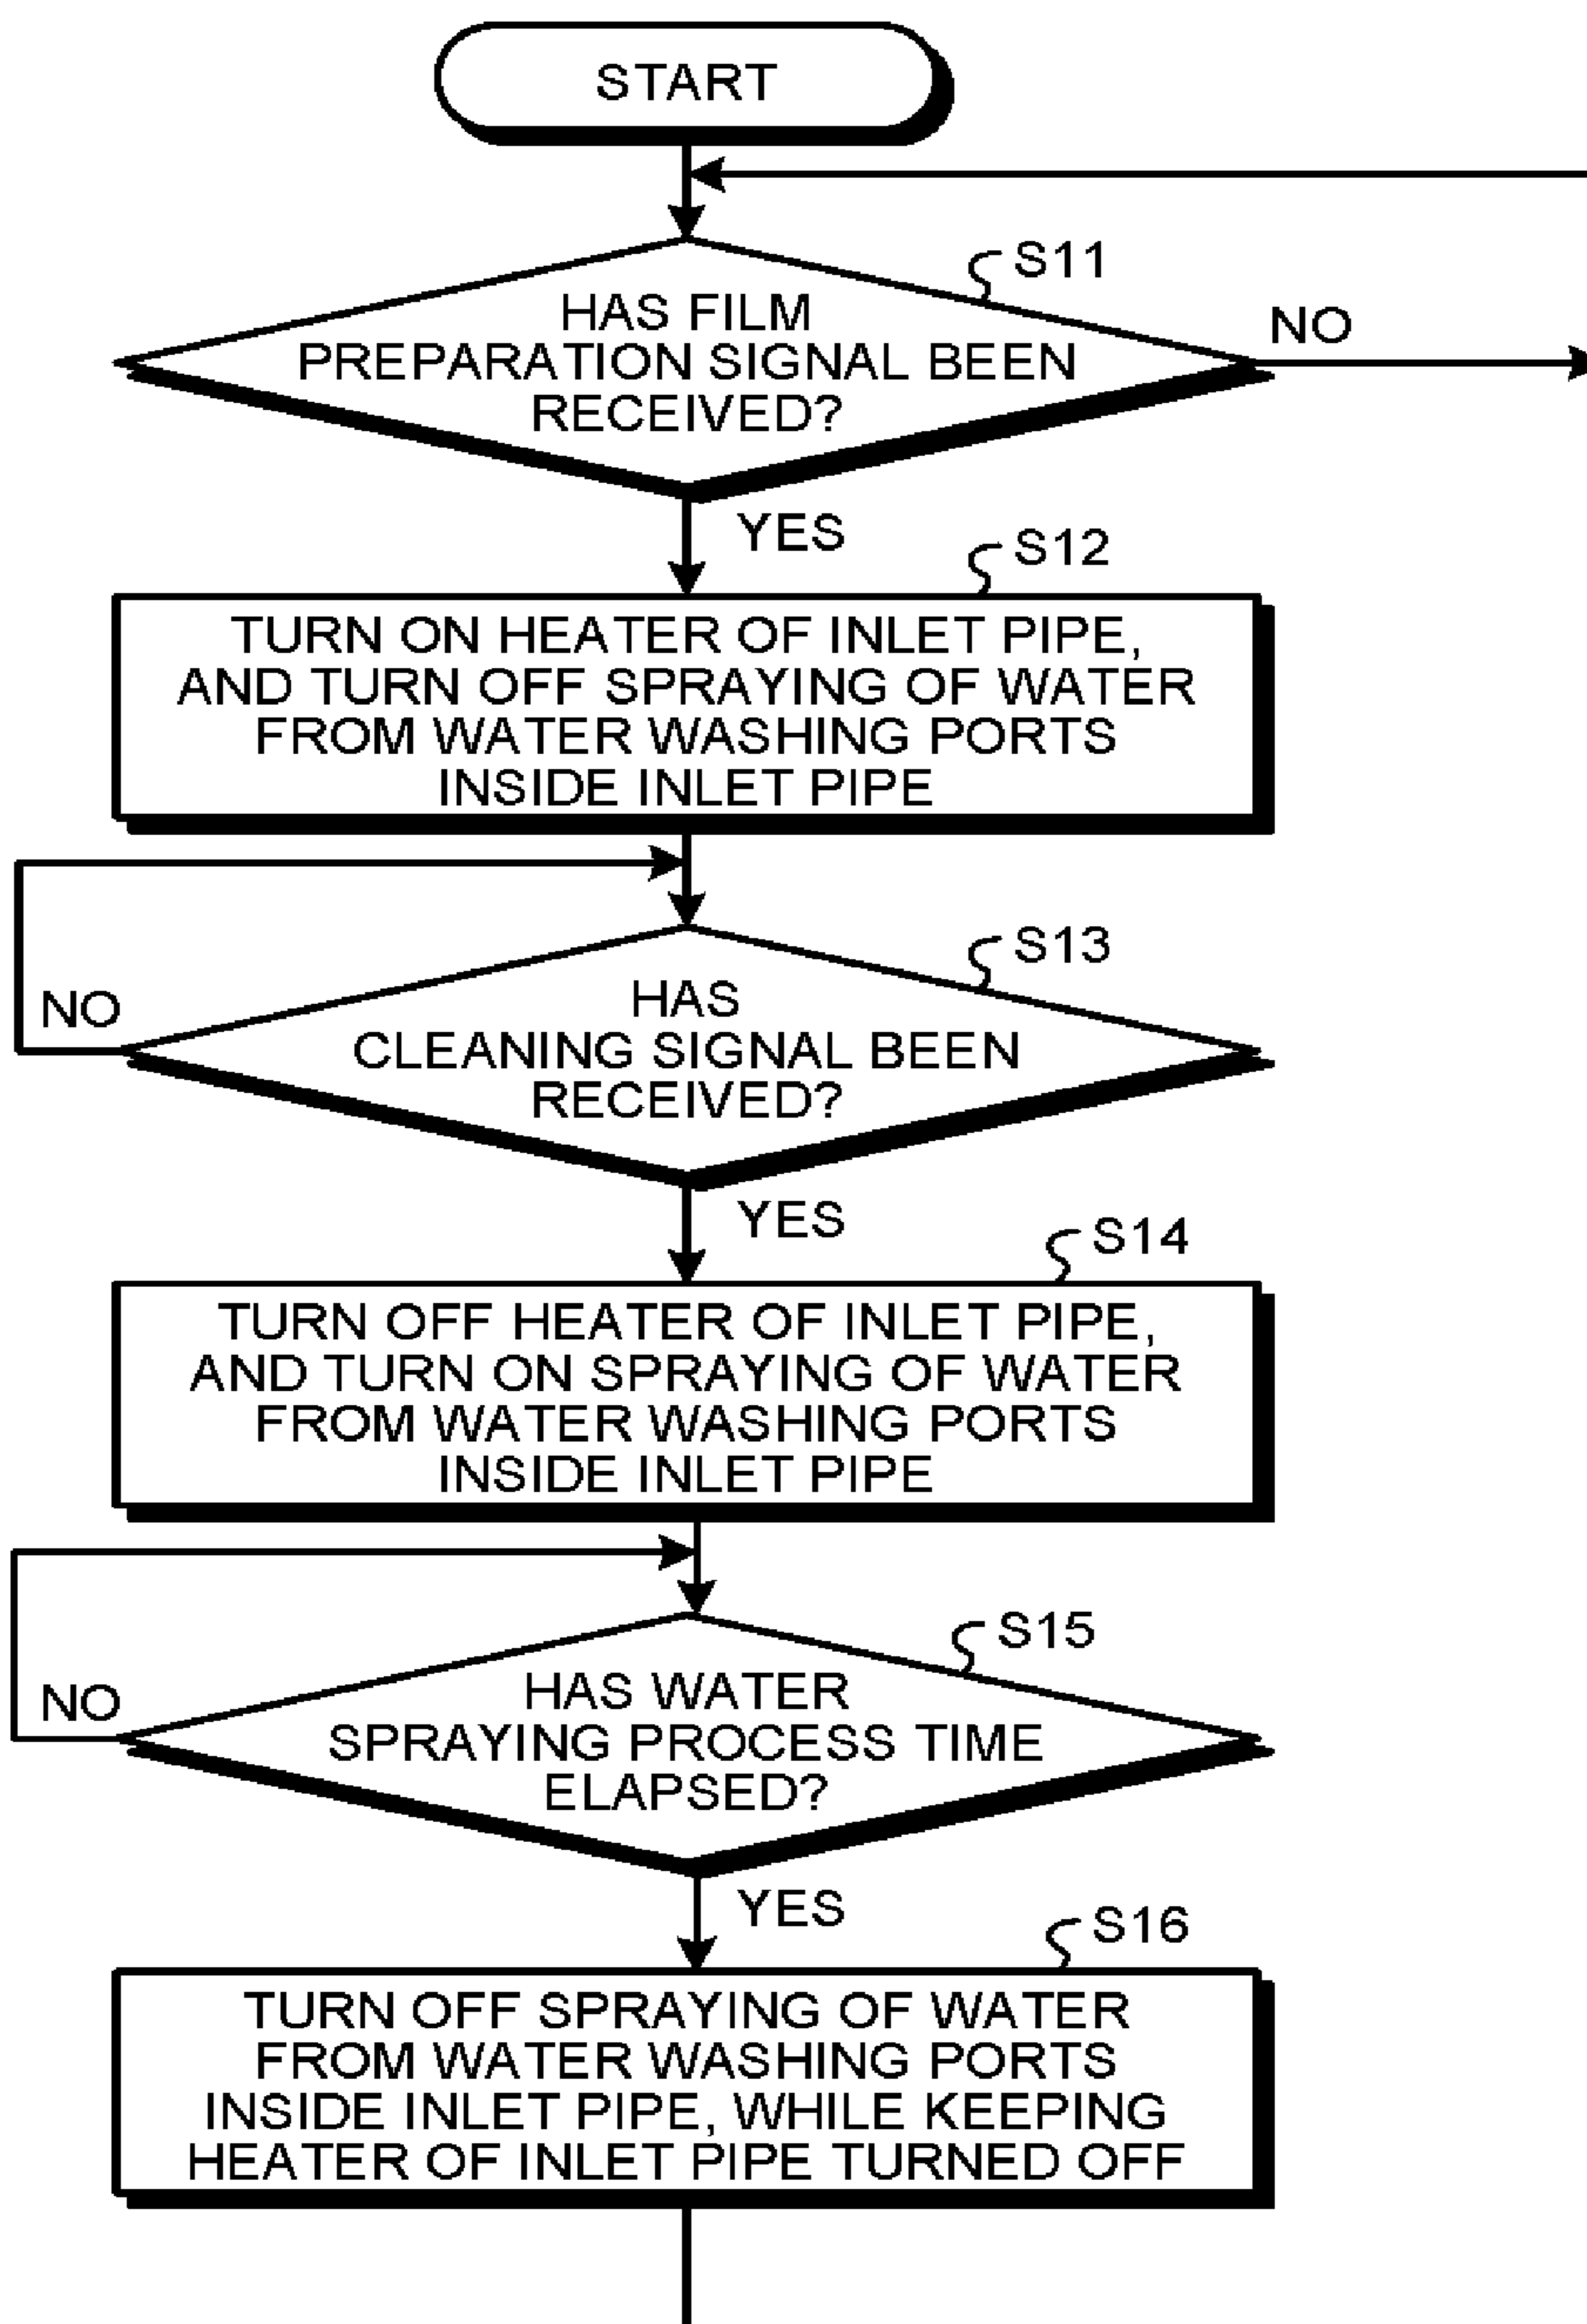 START
S11
HAS FILM
PREPARATION SIGNAL BEEN
RECEIVED?
NO
YES
S12
TURN ON HEATER OF INLET PIPE,
AND TURN OFF SPRAYING OF WATER
FROM WATER WASHING PORTS
INSIDE INLET PIPE
S13
HAS
CLEANING SIGNAL BEEN
RECEIVED?
NO
YES
S14
TURN OFF HEATER OF INLET PIPE,
AND TURN ON SPRAYING OF WATER
FROM WATER WASHING PORTS
INSIDE INLET PIPE
S15
HAS WATER
SPRAYING PROCESS TIME
ELAPSED?
NO
YES
S16
TURN OFF SPRAYING OF WATER
FROM WATER WASHING PORTS
INSIDE INLET PIPE, WHILE KEEPING
HEATER OF INLET PIPE TURNED OFF